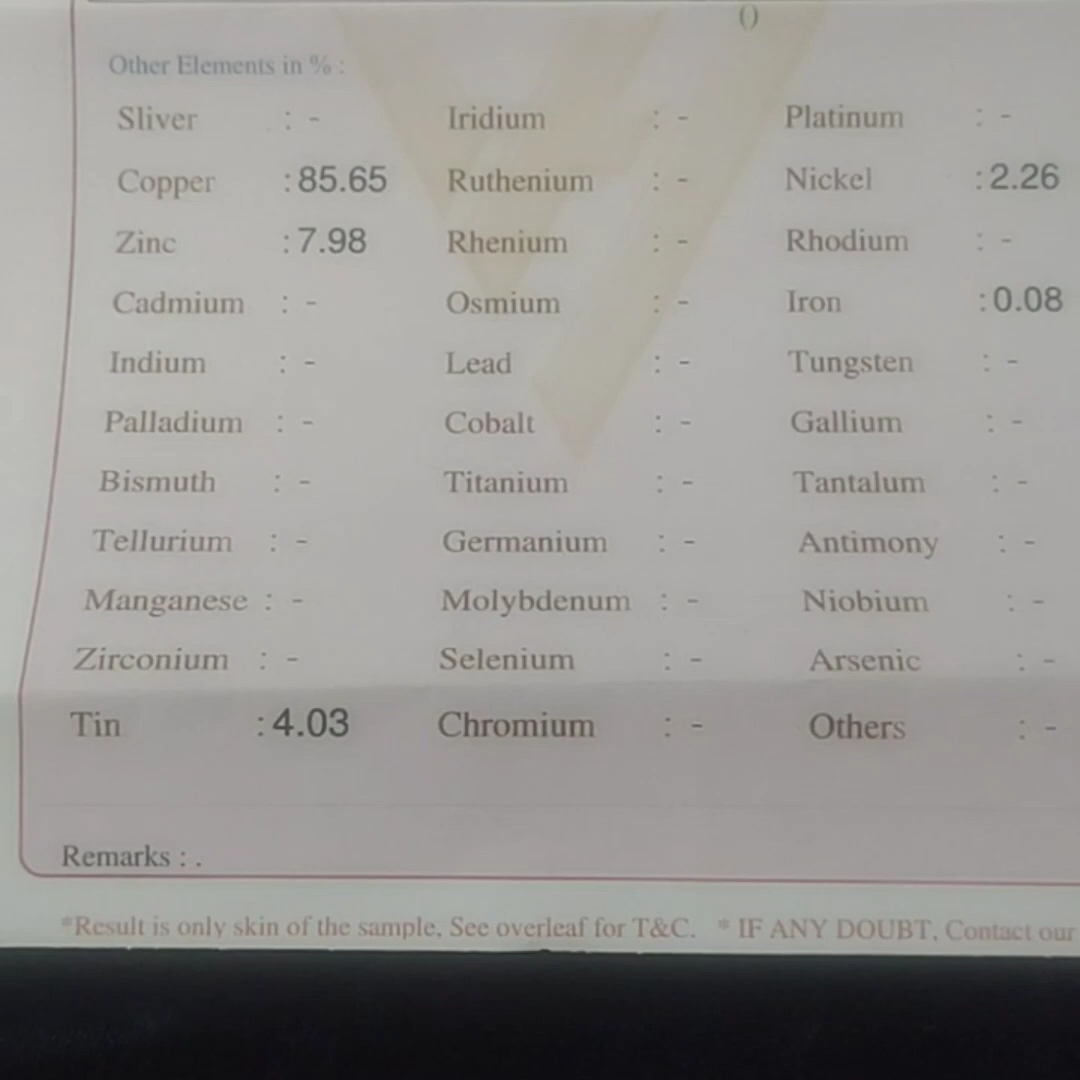 ()
Other Elements in % :
Sliver : - Iridium : - Platinum : -
Copper :85.65 Ruthenium : - Nickel :2.26
Zinc :7.98 Rhenium : - Rhodium : -
Cadmium : - Osmium : - Iron :0.08
Indium : - Lead : - Tungsten : -
Palladium : - Cobalt : - Gallium : -
Bismuth : - Titanium : - Tantalum : -
Tellurium : - Germanium : - Antimony : -
Manganese : - Molybdenum : - Niobium : -
Zirconium : - Selenium : - Arsenic : -
Tin :4.03 Chromium : - Others : -
Remarks : .
*Result is only skin of the sample, See overleaf for T&C. * IF ANY DOUBT, Contact our